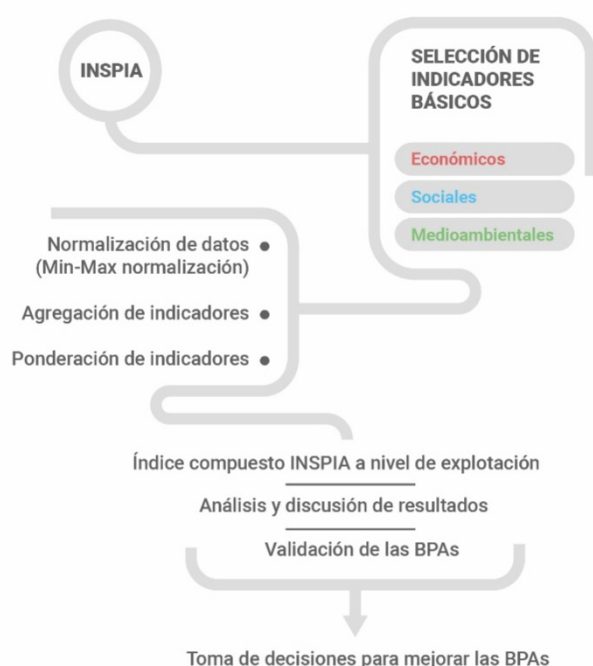 INSPIA
SELECCIÓN DE
INDICADORES
BÁSICOS
Económicos
Sociales
Medioambientales
Normalización de datos
(Min-Max normalización)
Agregación de indicadores
Ponderación de indicadores
Índice compuesto INSPIA a nivel de explotación
Análisis y discusión de resultados
Validación de las BPAs
Toma de decisiones para mejorar las BPAs